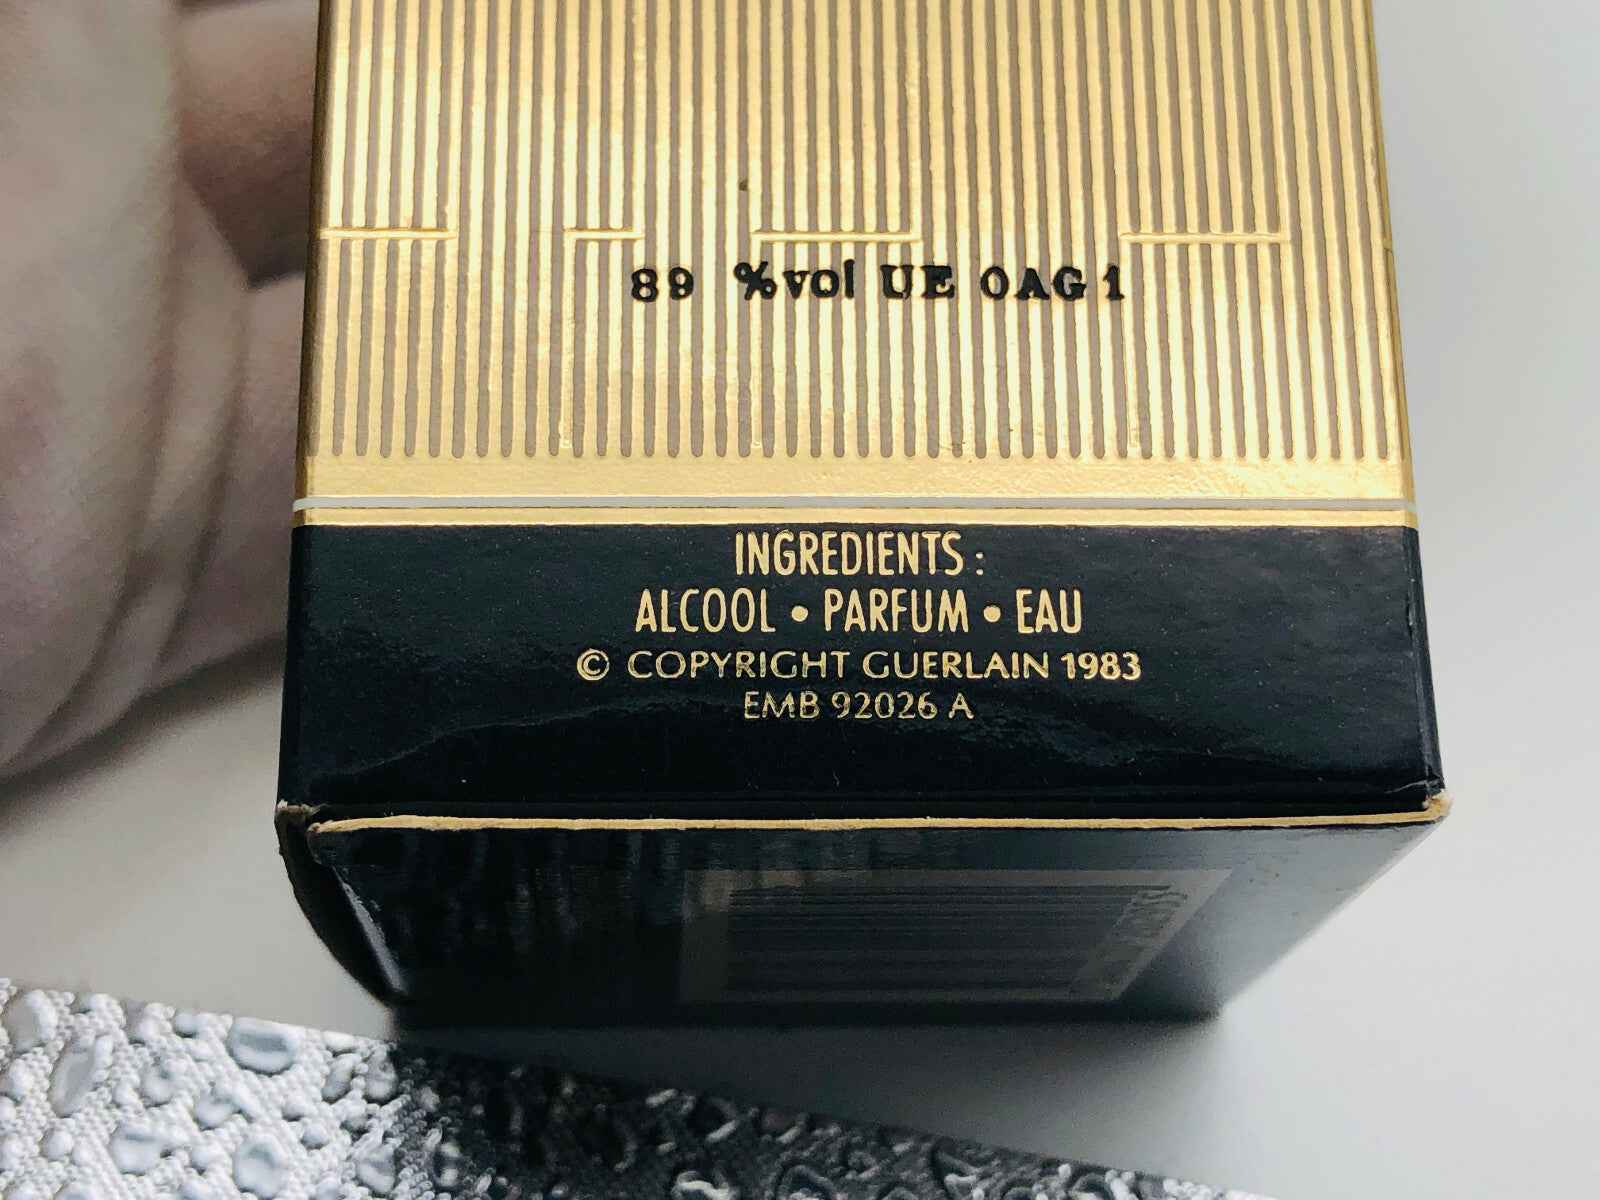 89 %vol UE 0AG1
INGREDIENTS :
ALCOOL • PARFUM • EAU
© COPYRIGHT GUERLAIN 1983
EMB 92026 A